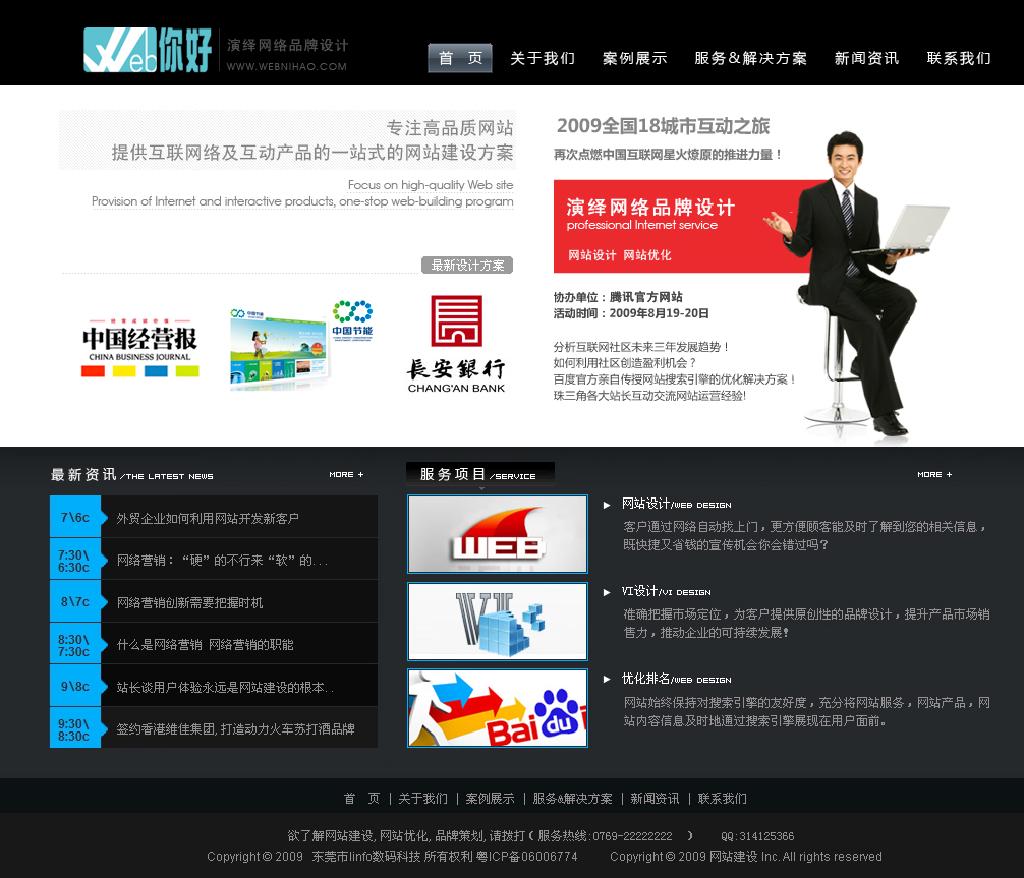 Web你好 演绎网络品牌设计
WWW.WEBNIHAO.COM
首 页 关于我们 案例展示 服务&解决方案 新闻资讯 联系我们
专注高品质网站
提供互联网络及互动产品的一站式的网站建设方案
Focus on high-quality Web site
Provision of Internet and interactive products, one-stop web-building program
最新设计方案
中国经营报
CHINA BUSINESS JOURNAL
中国节能
長安銀行
CHANG'AN BANK
2009全国18城市互动之旅
再次点燃中国互联网星火燎原的推进力量！
演绎网络品牌设计
professional Internet service
网站设计 网站优化
协办单位：腾讯官方网站
活动时间：2009年8月19-20日
分析互联网社区未来三年发展趋势！
如何利用社区创造盈利机会？
百度官方亲自传授网站搜索引擎的优化解决方案！
珠三角各大站长互动交流网站运营经验!
最新资讯/THE LATEST NEWS MORE +
7\6c 外贸企业如何利用网站开发新客户
7:30\
6:30c 网络营销：“硬”的不行来“软”的...
8\7c 网络营销创新需要把握时机
8:30\
7:30c 什么是网络营销 网络营销的职能
9\8c 站长谈用户体验永远是网站建设的根本..
9:30\
8:30c 签约香港维佳集团,打造动力火车苏打酒品牌
服务项目/SERVICE MORE +
WEB
网站设计/WEB DESIGN
客户通过网络自动找上门，更方便顾客能及时了解到您的相关信息，
既快捷又省钱的宣传机会你会错过吗?
VI
VI设计/VI DESIGN
准确把握市场定位，为客户提供原创性的品牌设计，提升产品市场销
售力，推动企业的可持续发展!
Baidu
优化排名/WEB DESIGN
网站始终保持对搜索引擎的友好度，充分将网站服务，网站产品，网
站内容信息及时地通过搜索引擎展现在用户面前。
首 页 | 关于我们 | 案例展示 | 服务&解决方案 | 新闻资讯 | 联系我们
欲了解网站建设,网站优化,品牌策划,请拨打(服务热线:0769-22222222 ) QQ:314125366
Copyright © 2009 东莞市linfo数码科技 所有权利 粤ICP备06006774 Copyright © 2009 网站建设 Inc. All rights reserved